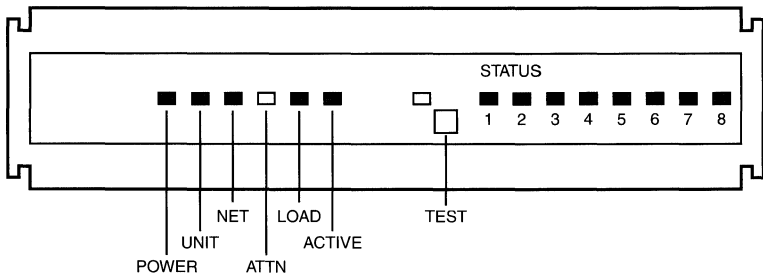 STATUS
1 2 3 4 5 6 7 8
NET LOAD TEST
UNIT ACTIVE
POWER ATTN